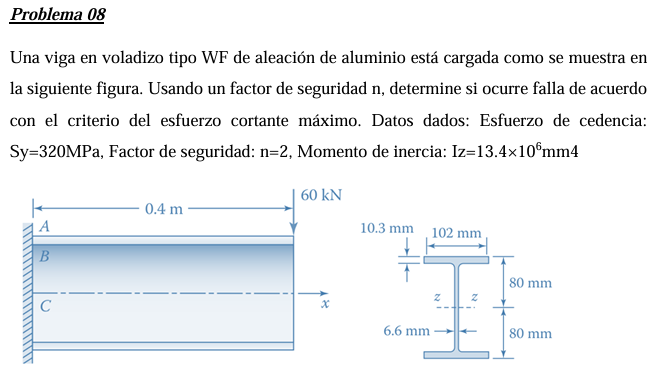 Problema 08
Una viga en voladizo tipo WF de aleación de aluminio está cargada como se muestra en
la siguiente figura. Usando un factor de seguridad n, determine si ocurre falla de acuerdo
con el criterio del esfuerzo cortante máximo. Datos dados: Esfuerzo de cedencia:
Sy=320MPa, Factor de seguridad: n=2, Momento de inercia: Iz=13.4×10⁶mm4
60 kN
0.4 m
A
B
C
x
10.3 mm
102 mm
80 mm
z z
6.6 mm
80 mm